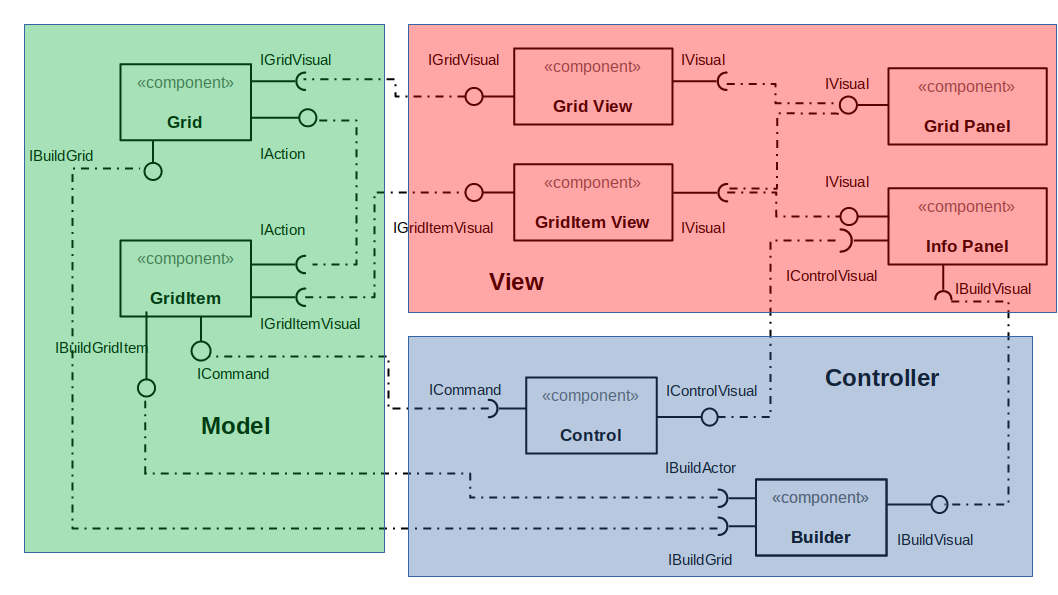 IGridVisual
«component»
Grid
IBuildGrid
IAction
IAction
«component»
GridItem
IGridItemVisual
IBuildGridItem
ICommand
Model
IGridVisual
«component»
Grid View
IVisual
IVisual
«component»
Grid Panel
«component»
GridItem View
IGridItemVisual
IVisual
IVisual
«component»
Info Panel
IControlVisual
IBuildVisual
View
Controller
ICommand
«component»
Control
IControlVisual
IBuildActor
«component»
Builder
IBuildVisual
IBuildGrid